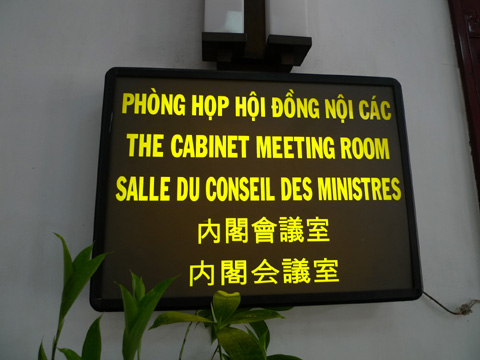 PHÒNG HỌP HỘI ĐỒNG NỘI CÁC
THE CABINET MEETING ROOM
SALLE DU CONSEIL DES MINISTRES
內閣會議室
内閣会議室